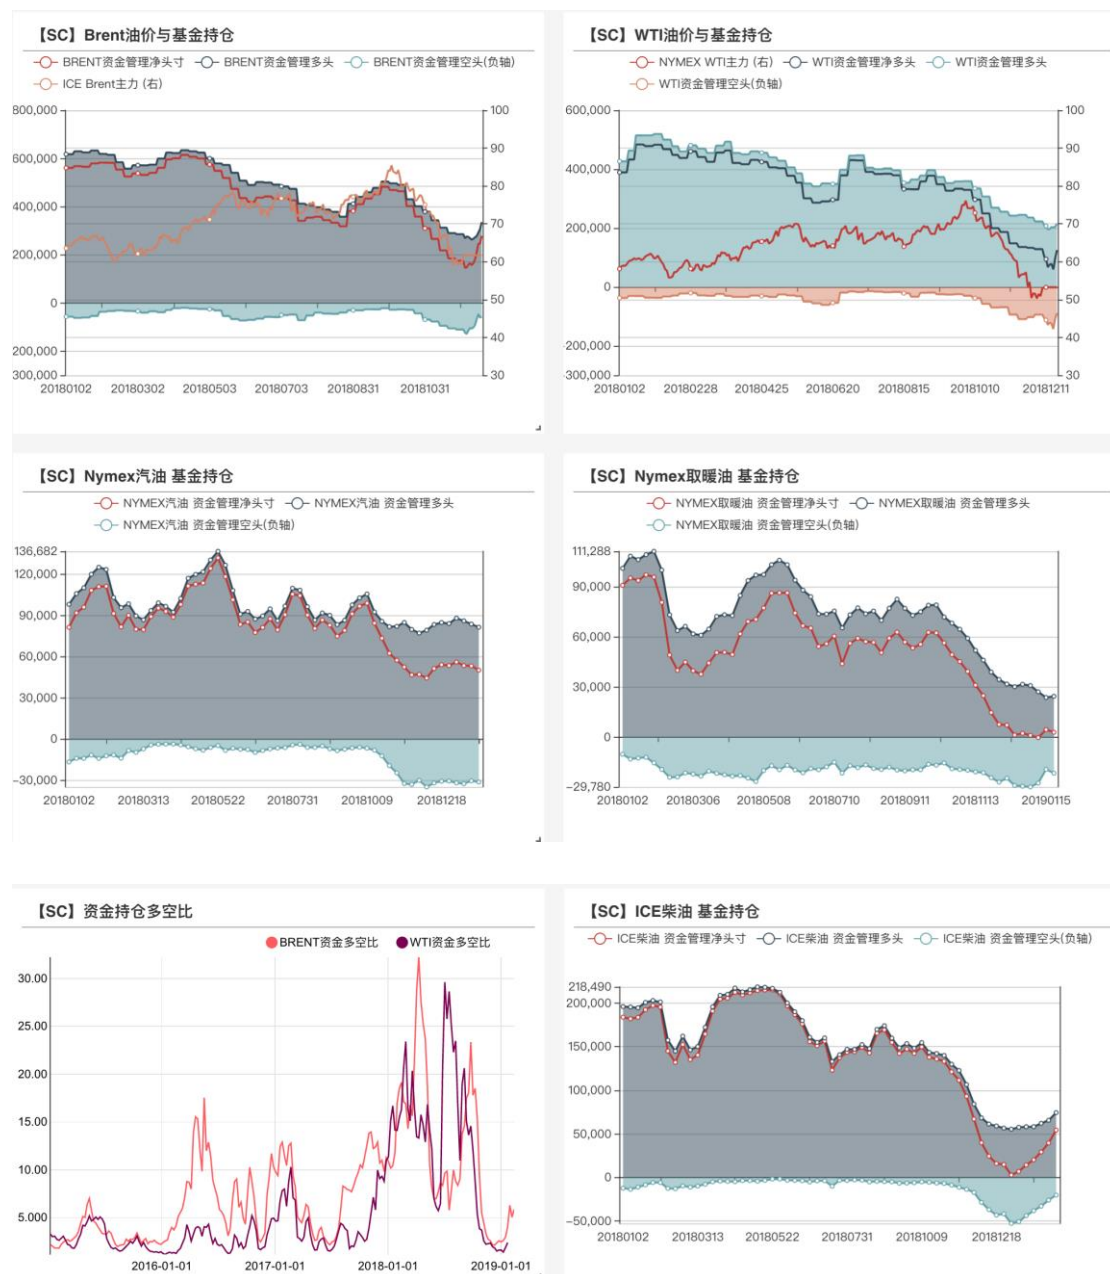 【SC】Brent油价与基金持仓
BRENT资金管理净头寸 BRENT资金管理多头 BRENT资金管理空头(负轴)
ICE Brent主力 (右)
800,000 100
90
600,000
80
400,000
70
200,000
60
0 50
40
200,000
300,000 30
20180102 20180302 20180503 20180703 20180831 20181031
【SC】WTI油价与基金持仓
NYMEX WTI主力 (右) WTI资金管理净多头 WTI资金管理多头
WTI资金管理空头(负轴)
600,000 100
90
400,000
80
70
200,000
60
0
50
40
-200,000
-300,000 30
20180102 20180228 20180425 20180620 20180815 20181010 20181211
【SC】Nymex汽油 基金持仓
NYMEX汽油 资金管理净头寸 NYMEX汽油 资金管理多头
NYMEX汽油 资金管理空头(负轴)
136,682
120,000
90,000
60,000
30,000
0
-30,000
20180102 20180313 20180522 20180731 20181009 20181218
【SC】Nymex取暖油 基金持仓
NYMEX取暖油 资金管理净头寸 NYMEX取暖油 资金管理多头
NYMEX取暖油 资金管理空头(负轴)
111,288
90,000
60,000
30,000
0
-29,780
20180102 20180306 20180508 20180710 20180911 20181113 20190115
【SC】资金持仓多空比
BRENT资金多空比 WTI资金多空比
30.00
25.00
20.00
15.00
10.00
5.000
2016-01-01 2017-01-01 2018-01-01 2019-01-01
【SC】ICE柴油 基金持仓
ICE柴油 资金管理净头寸 ICE柴油 资金管理多头 ICE柴油 资金管理空头(负轴)
218,490
200,000
150,000
100,000
50,000
0
-50,000
20180102 20180313 20180522 20180731 20181009 20181218